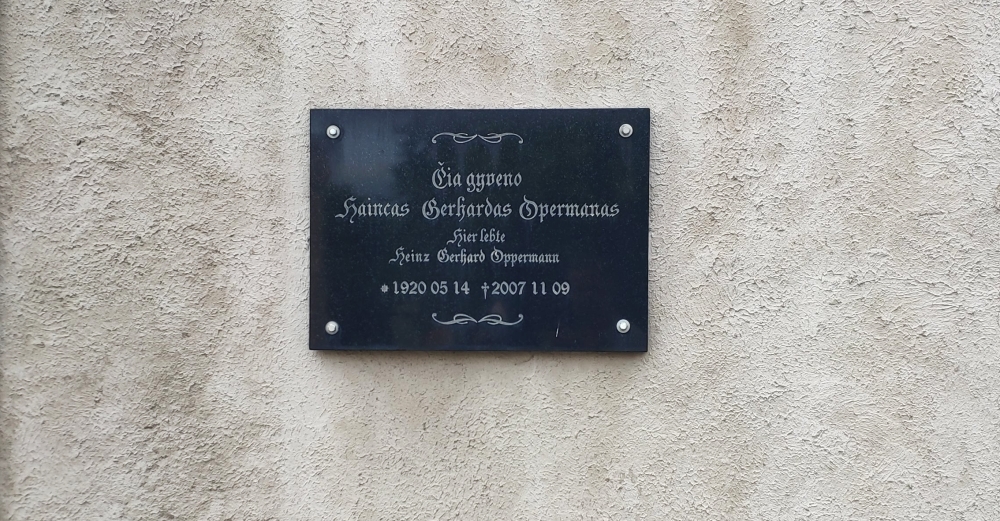 Čia gyveno
Haincas Gerhardas Opermanas
Hier lebte
Heinz Gerhard Oppermann
* 1920 05 14 † 2007 11 09